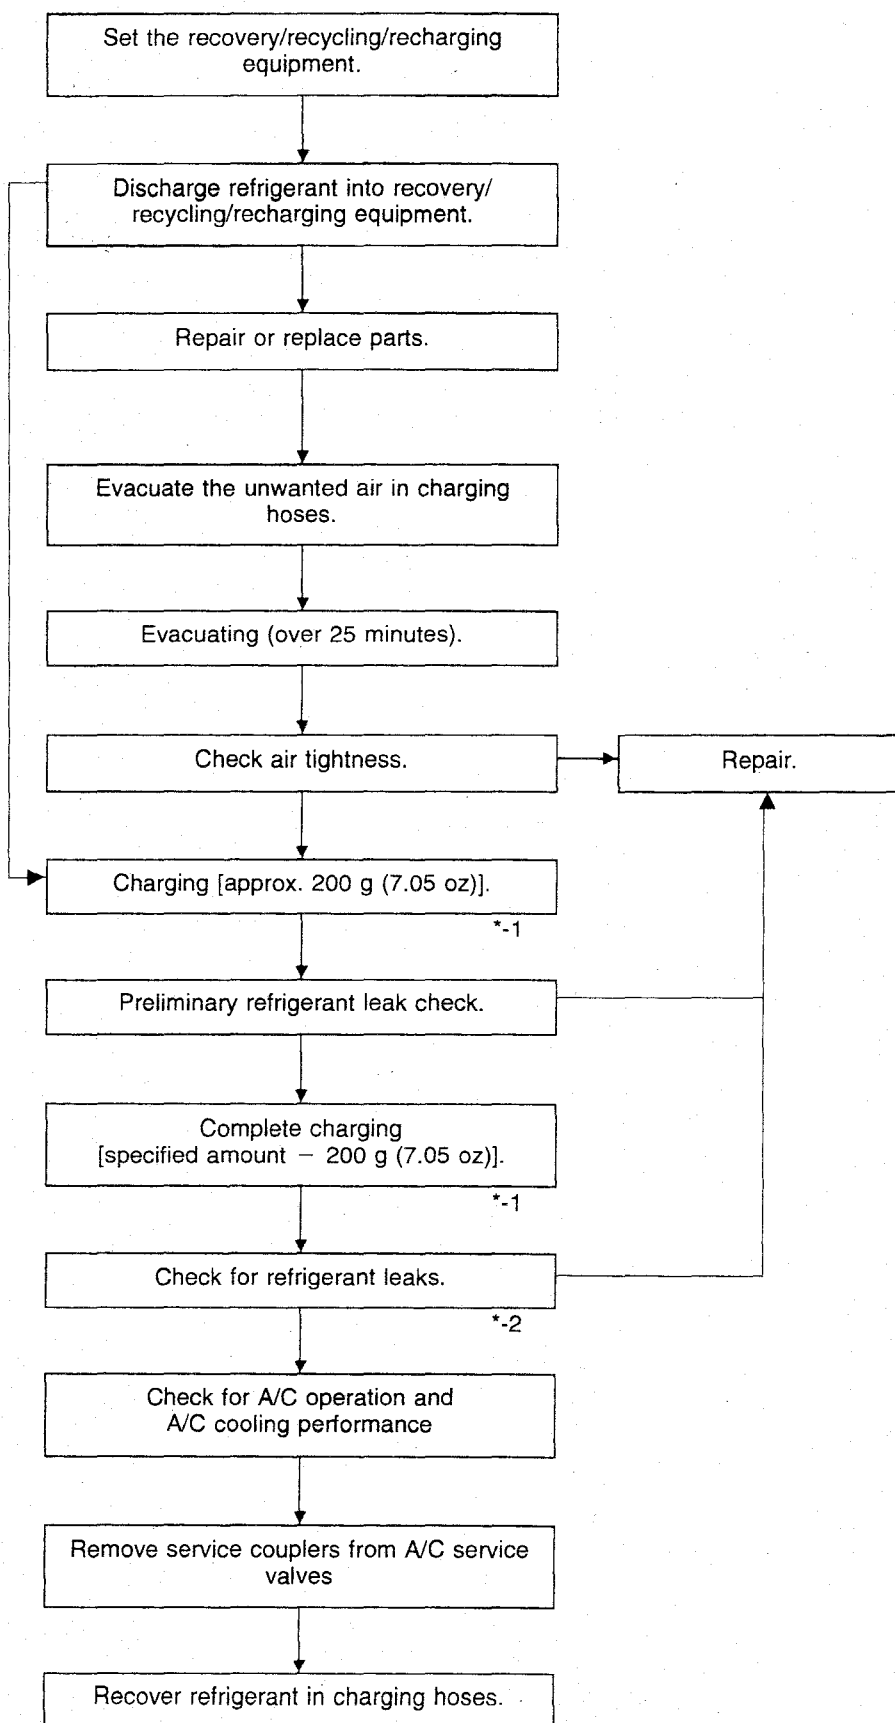 Set the recovery/recycling/recharging
equipment.
Discharge refrigerant into recovery/
recycling/recharging equipment.
Repair or replace parts.
Evacuate the unwanted air in charging
hoses.
Evacuating (over 25 minutes).
Check air tightness.
Repair.
Charging [approx. 200 g (7.05 oz)].
*-1
Preliminary refrigerant leak check.
Complete charging
[specified amount − 200 g (7.05 oz)].
*-1
Check for refrigerant leaks.
*-2
Check for A/C operation and
A/C cooling performance
Remove service couplers from A/C service
valves
Recover refrigerant in charging hoses.